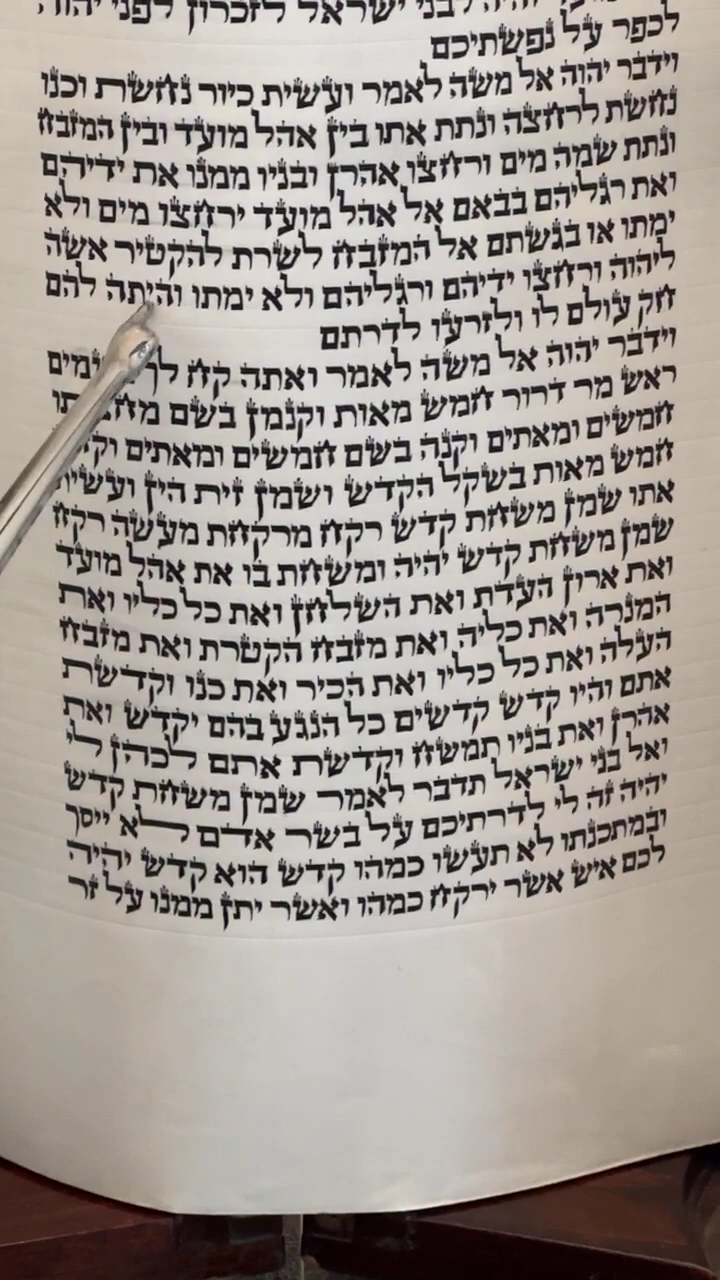 לבני ישראל לזכרון לפני יהוה
לכפר על נפשתיכם
וידבר יהוה אל משה לאמר ועשית כיור נחשת וכנו
נחשת לרחצה ונתת אתו בין אהל מועד ובין המזבח
ונתת שמה מים ורחצו אהרן ובניו ממנו את ידיהם
ואת רגליהם בבאם אל אהל מועד ירחצו מים ולא
ימתו או בגשתם אל המזבח לשרת להקטיר אשה
ליהוה ורחצו ידיהם ורגליהם ולא ימתו והיתה להם
חק עולם לו ולזרעו לדרתם
וידבר יהוה אל משה לאמר ואתה קח לך
ראש מר דרור חמש מאות וקנמן בשם
חמשים ומאתים וקנה בשם חמשים ומאתים
חמש מאות בשקל הקדש ושמן זית הין ועשית
אתו שמן משחת קדש רקח מרקחת מעשה רקח
שמן משחת קדש יהיה ומשחת בו את אהל מועד
ואת ארון העדת ואת השלחן ואת כל כליו ואת
המנרה ואת כליה ואת מזבח הקטרת ואת מזבח
העלה ואת כל כליו ואת הכיר ואת כנו וקדשת
אתם והיו קדש קדשים כל הנגע בהם יקדש ואת
אהרן ואת בניו תמשח וקדשת אתם לכהן לי
ואל בני ישראל תדבר לאמר שמן משחת קדש
יהיה זה לי לדרתיכם על בשר אדם לא ייסך
ובמתכנתו לא תעשו כמהו קדש הוא קדש יהיה
לכם איש אשר ירקח כמהו ואשר יתן ממנו על זר